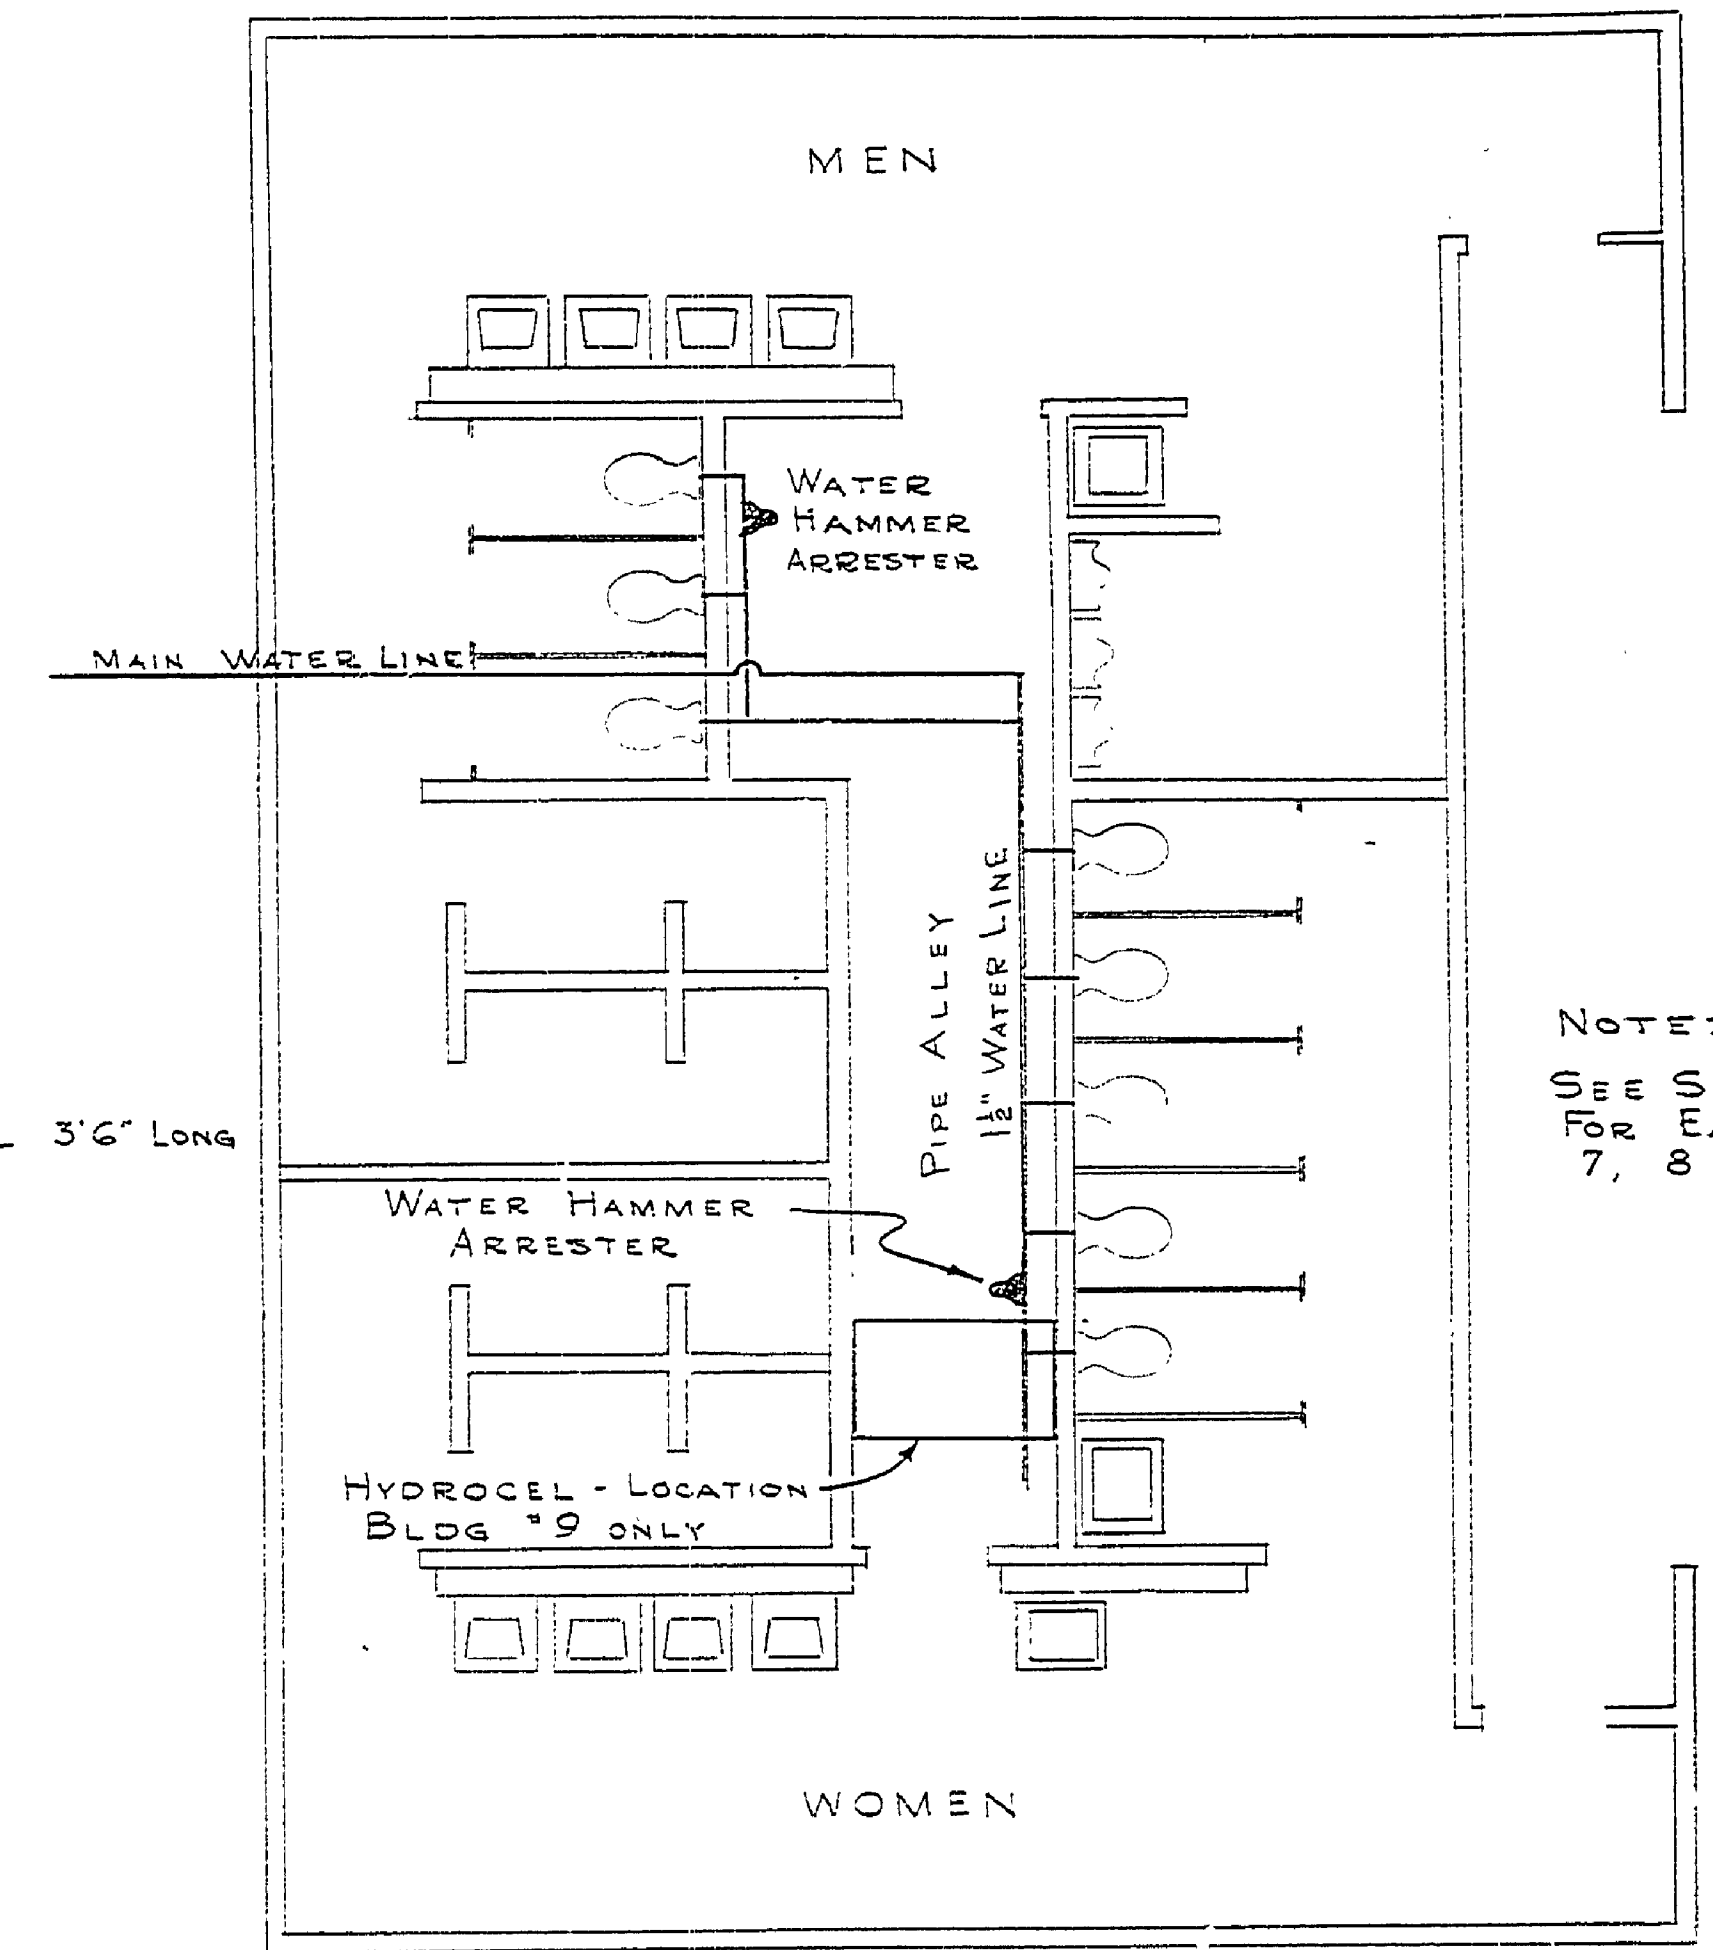 MEN
WATER
HAMMER
ARRESTER
MAIN WATER LINE
PIPE ALLEY
1½" WATER LINE
NOTE:
SEE
FOR
7, 8
3'6" LONG
WATER HAMMER
ARRESTER
HYDROCEL - LOCATION
BLDG #9 ONLY
WOMEN